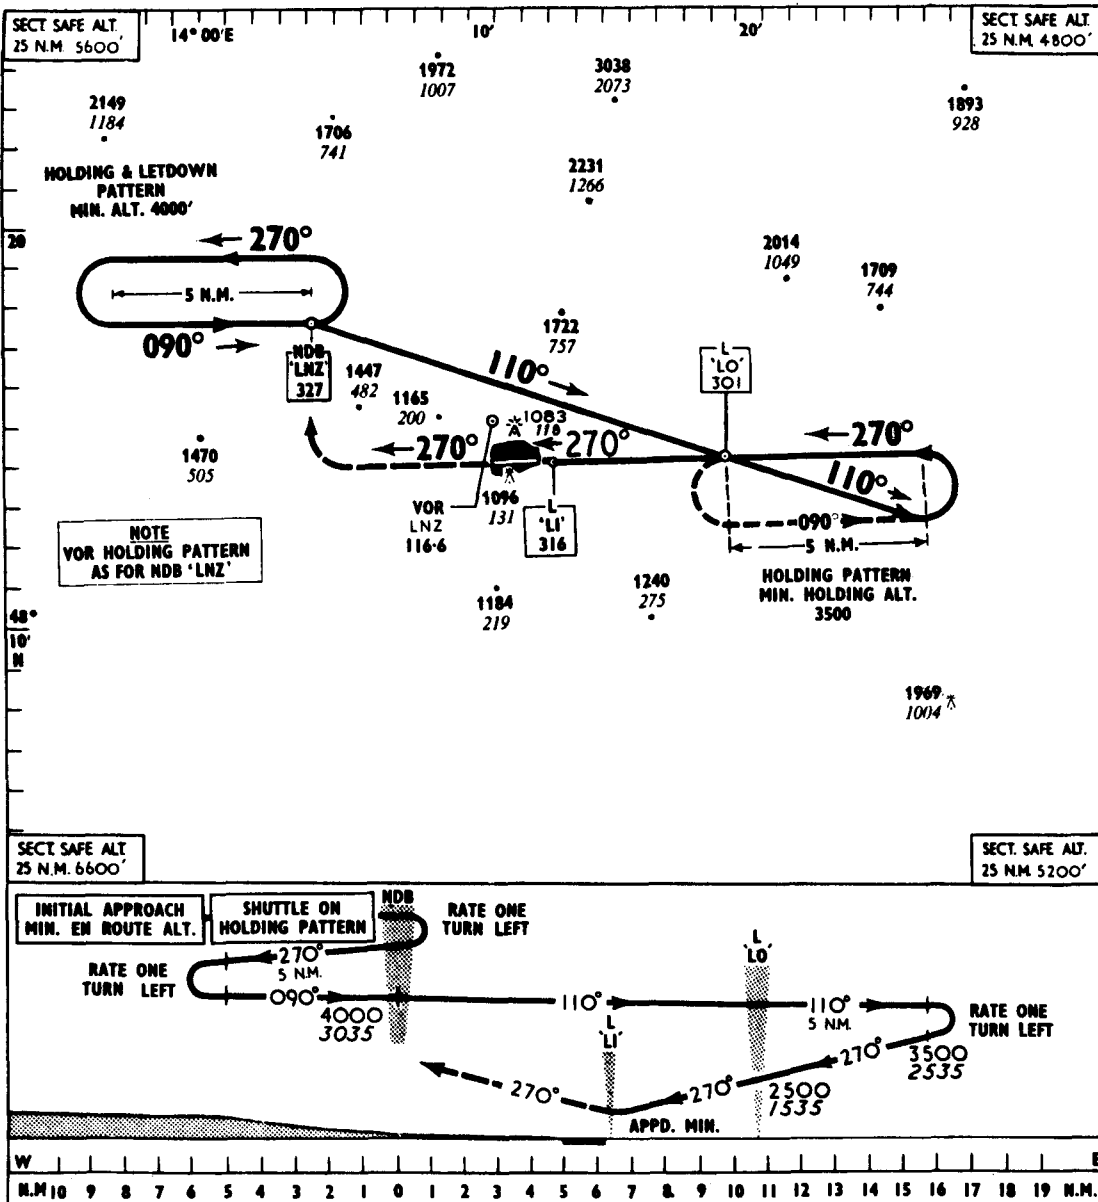 SECT SAFE ALT.
25 N.M. 5600'
14° 00'E
10'
20'
SECT. SAFE ALT.
25 N.M. 4800'
1972
1007
3038
2073
1893
928
2149
1184
1706
741
HOLDING & LETDOWN
PATTERN
MIN. ALT. 4000'
2231
1266
20
270°
2014
1049
1709
744
5 N.M.
090°
1722
757
NDB
'LNZ'
327
110°
L
'LO'
301
1447
482
1165
200
1083
118
270°
270°
270°
1470
505
110°
1096
131
VOR
LNZ
116·6
L
'LI'
316
090°
5 N.M.
NOTE
VOR HOLDING PATTERN
AS FOR NDB 'LNZ'
HOLDING PATTERN
MIN. HOLDING ALT.
3500
1184
219
1240
275
48°
10'
N
1969
1004
SECT. SAFE ALT
25 N.M. 6600'
SECT. SAFE ALT.
25 N.M. 5200'
INITIAL APPROACH
MIN. EN ROUTE ALT.
SHUTTLE ON
HOLDING PATTERN
NDB
RATE ONE
TURN LEFT
L
'LO'
RATE ONE
TURN LEFT
270°
5 N.M.
090°
4000
3035
110°
110°
5 N.M.
RATE ONE
TURN LEFT
L
'LI'
270°
3500
2535
270°
270°
2500
1535
APPD. MIN.
W
E
N.M 10 9 8 7 6 5 4 3 2 1 0 1 2 3 4 5 6 7 8 9 10 11 12 13 14 15 16 17 18 19 N.M.